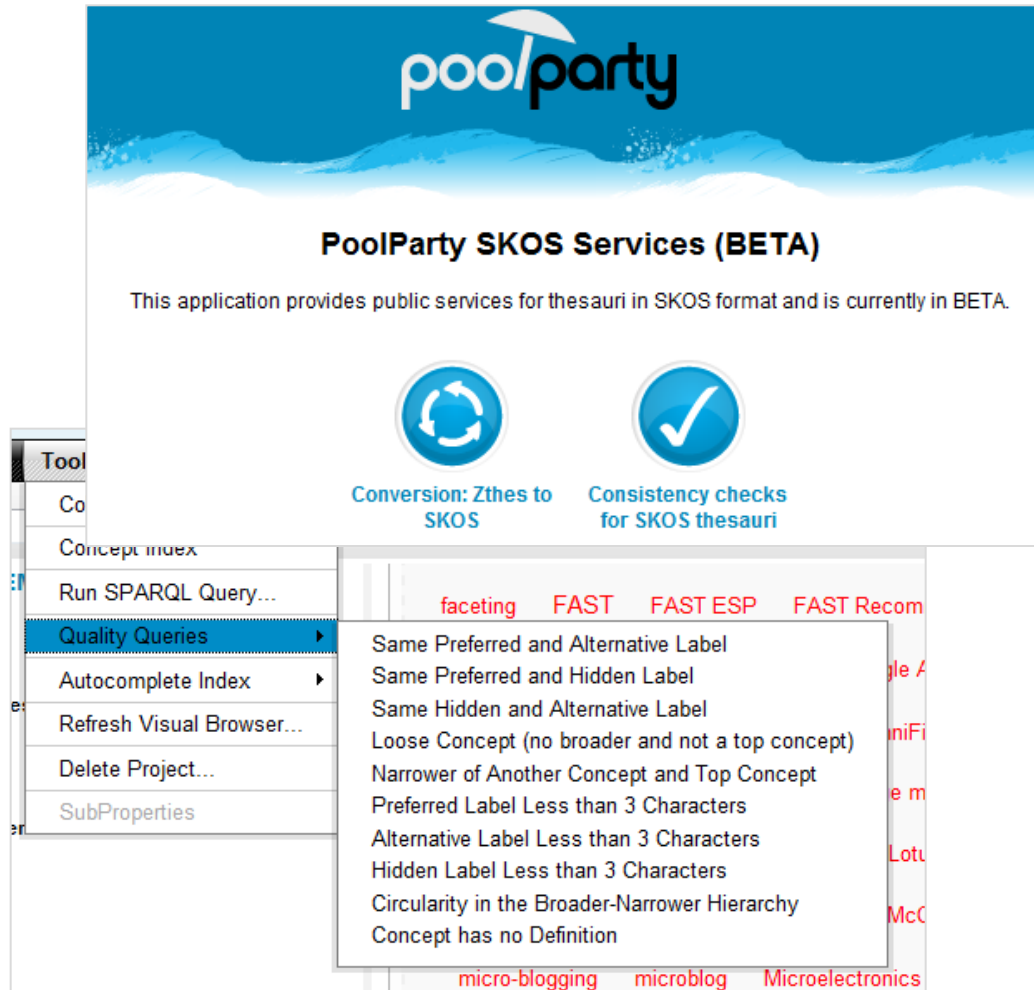 poolparty
PoolParty SKOS Services (BETA)
This application provides public services for thesauri in SKOS format and is currently in BETA.
Conversion: Zthes to
SKOS
Consistency checks
for SKOS thesauri
Concept Index
Run SPARQL Query...
Quality Queries
Autocomplete Index
Refresh Visual Browser...
Delete Project...
SubProperties
Same Preferred and Alternative Label
Same Preferred and Hidden Label
Same Hidden and Alternative Label
Loose Concept (no broader and not a top concept)
Narrower of Another Concept and Top Concept
Preferred Label Less than 3 Characters
Alternative Label Less than 3 Characters
Hidden Label Less than 3 Characters
Circularity in the Broader-Narrower Hierarchy
Concept has no Definition
faceting FAST FAST ESP FAST Recom
micro-blogging microblog Microelectronics